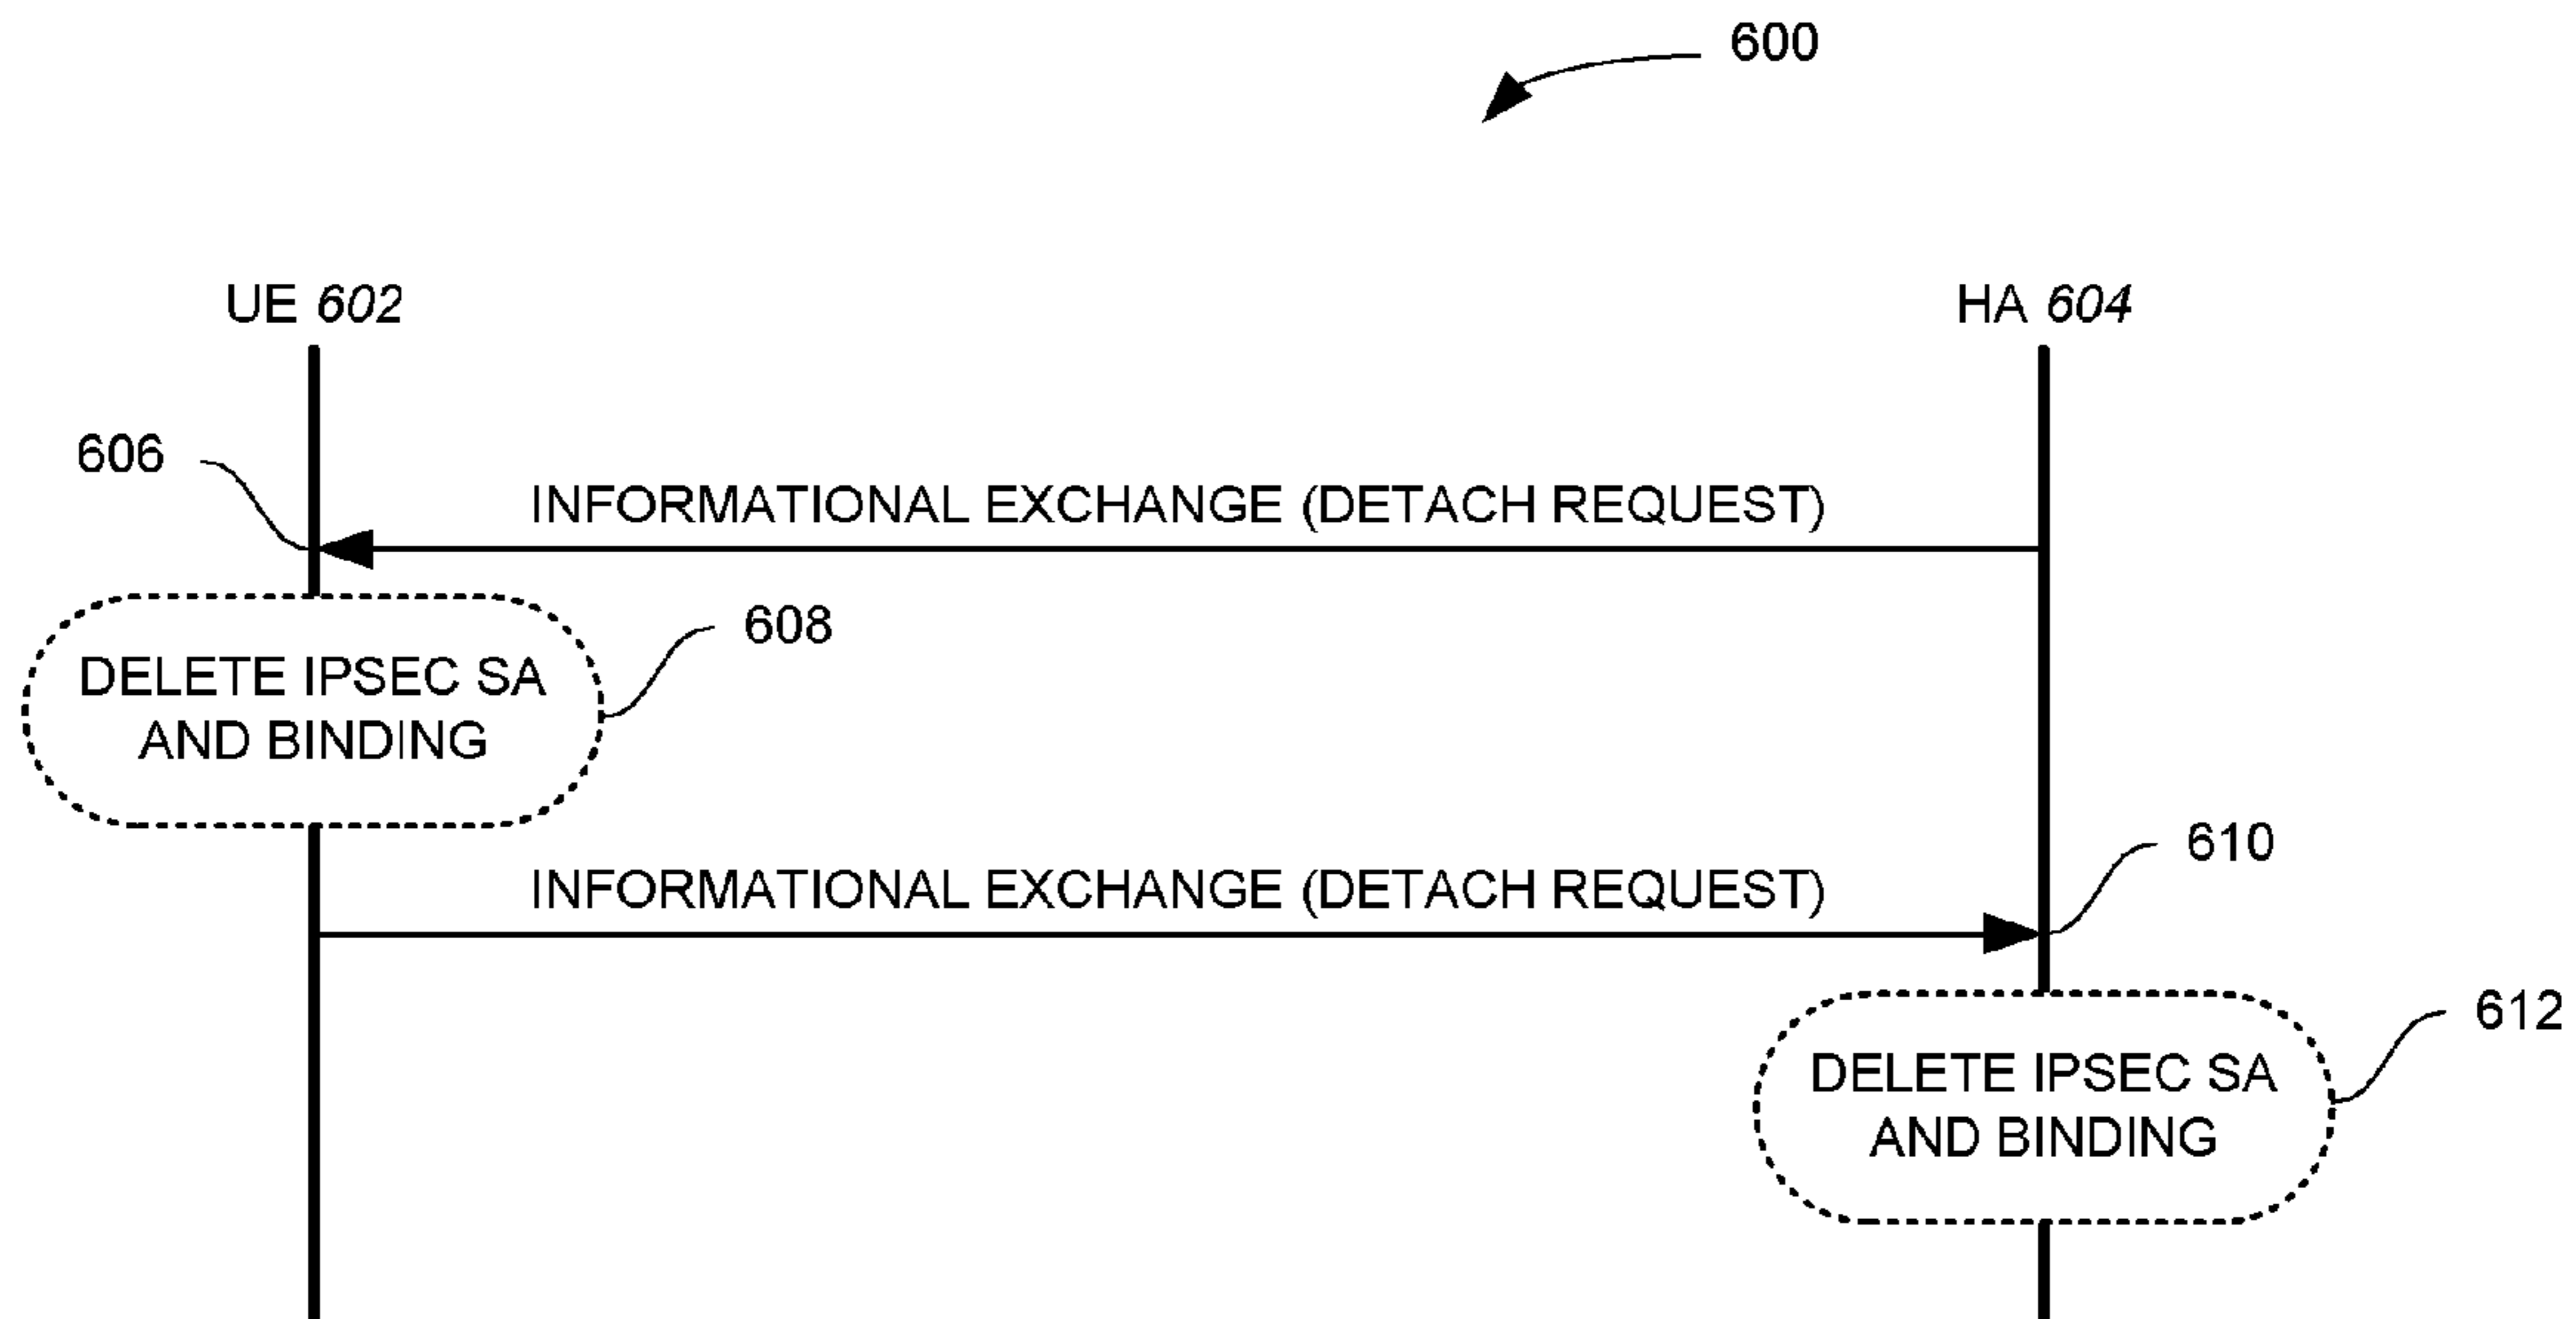 600
UE 602
HA 604
606
INFORMATIONAL EXCHANGE (DETACH REQUEST)
608
DELETE IPSEC SA
AND BINDING
610
INFORMATIONAL EXCHANGE (DETACH REQUEST)
612
DELETE IPSEC SA
AND BINDING